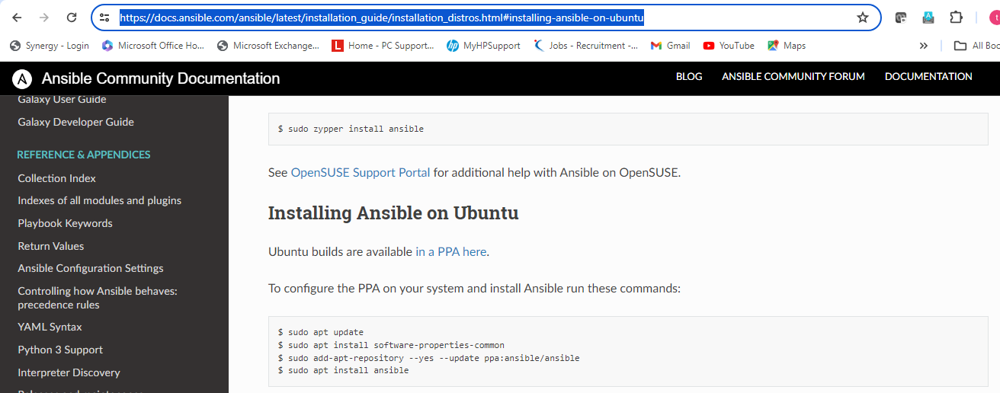 https://docs.ansible.com/ansible/latest/installation_guide/installation_distros.html#installing-ansible-on-ubuntu
t
Synergy - Login
Microsoft Office Ho...
Microsoft Exchange...
L
Home - PC Support...
hp
MyHPSupport
Jobs - Recruitment -...
Gmail
YouTube
Maps
»
All Boo
A
Ansible Community Documentation
BLOG
ANSIBLE COMMUNITY FORUM
DOCUMENTATION
Galaxy User Guide
Galaxy Developer Guide
REFERENCE & APPENDICES
Collection Index
Indexes of all modules and plugins
Playbook Keywords
Return Values
Ansible Configuration Settings
Controlling how Ansible behaves:
precedence rules
YAML Syntax
Python 3 Support
Interpreter Discovery
$ sudo zypper install ansible
See OpenSUSE Support Portal for additional help with Ansible on OpenSUSE.
Installing Ansible on Ubuntu
Ubuntu builds are available in a PPA here.
To configure the PPA on your system and install Ansible run these commands:
$ sudo apt update
$ sudo apt install software-properties-common
$ sudo add-apt-repository --yes --update ppa:ansible/ansible
$ sudo apt install ansible